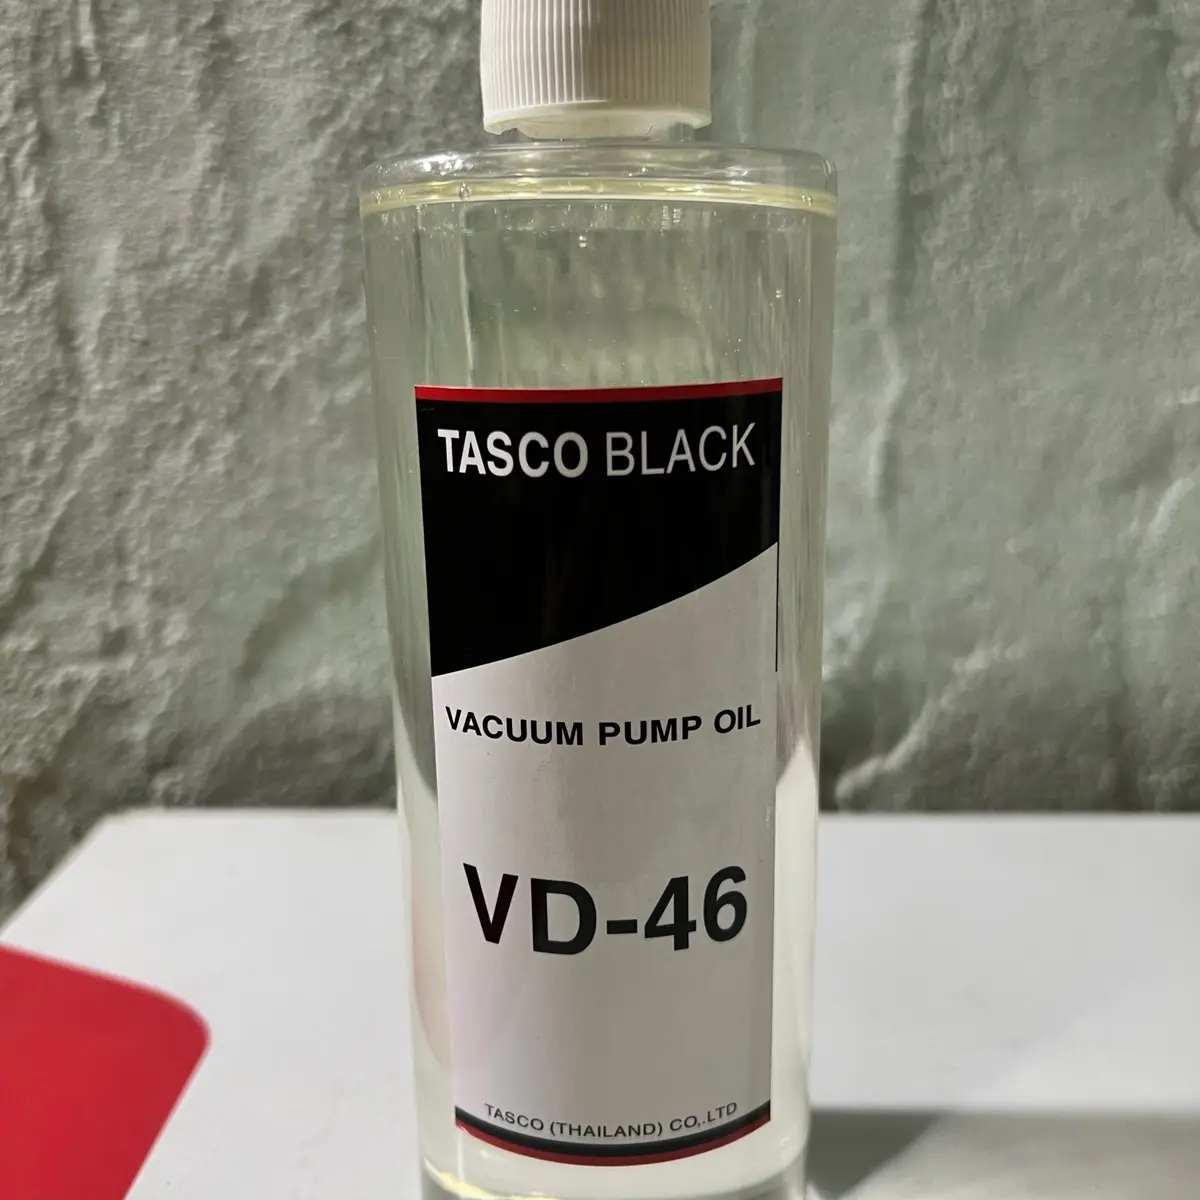 TASCO BLACK
VACUUM PUMP OIL
VD-46
TASCO (THAILAND) CO,.LTD